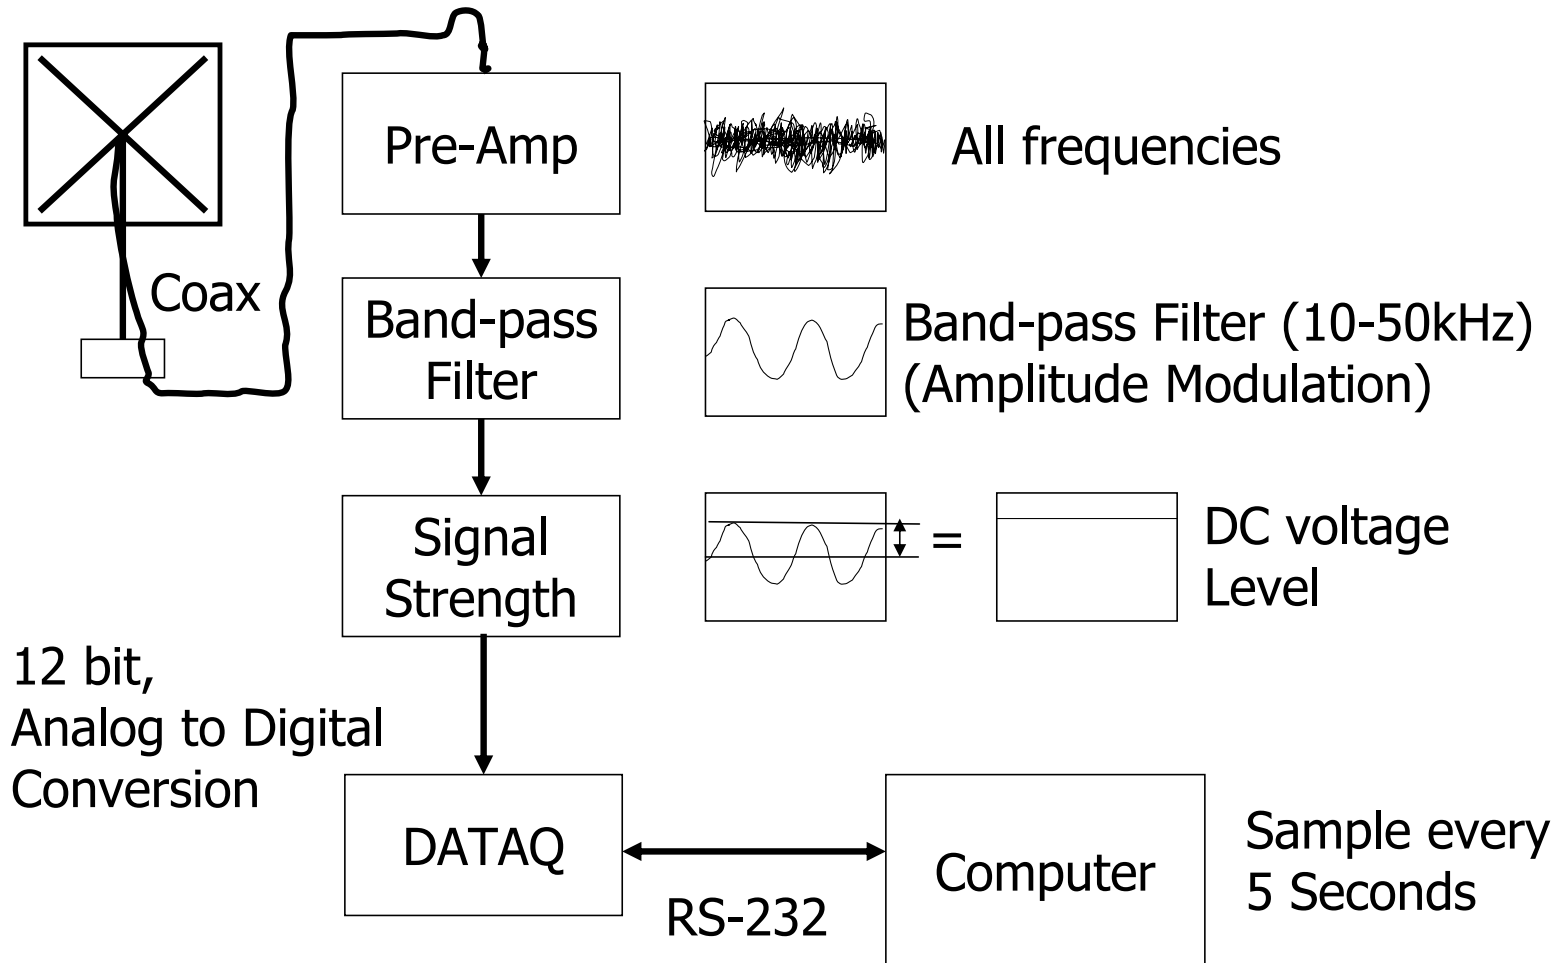 Pre-Amp
All frequencies
Coax
Band-pass
Filter
Band-pass Filter (10-50kHz)
(Amplitude Modulation)
Signal
Strength
=
DC voltage
Level
12 bit,
Analog to Digital
Conversion
DATAQ
RS-232
Computer
Sample every
5 Seconds